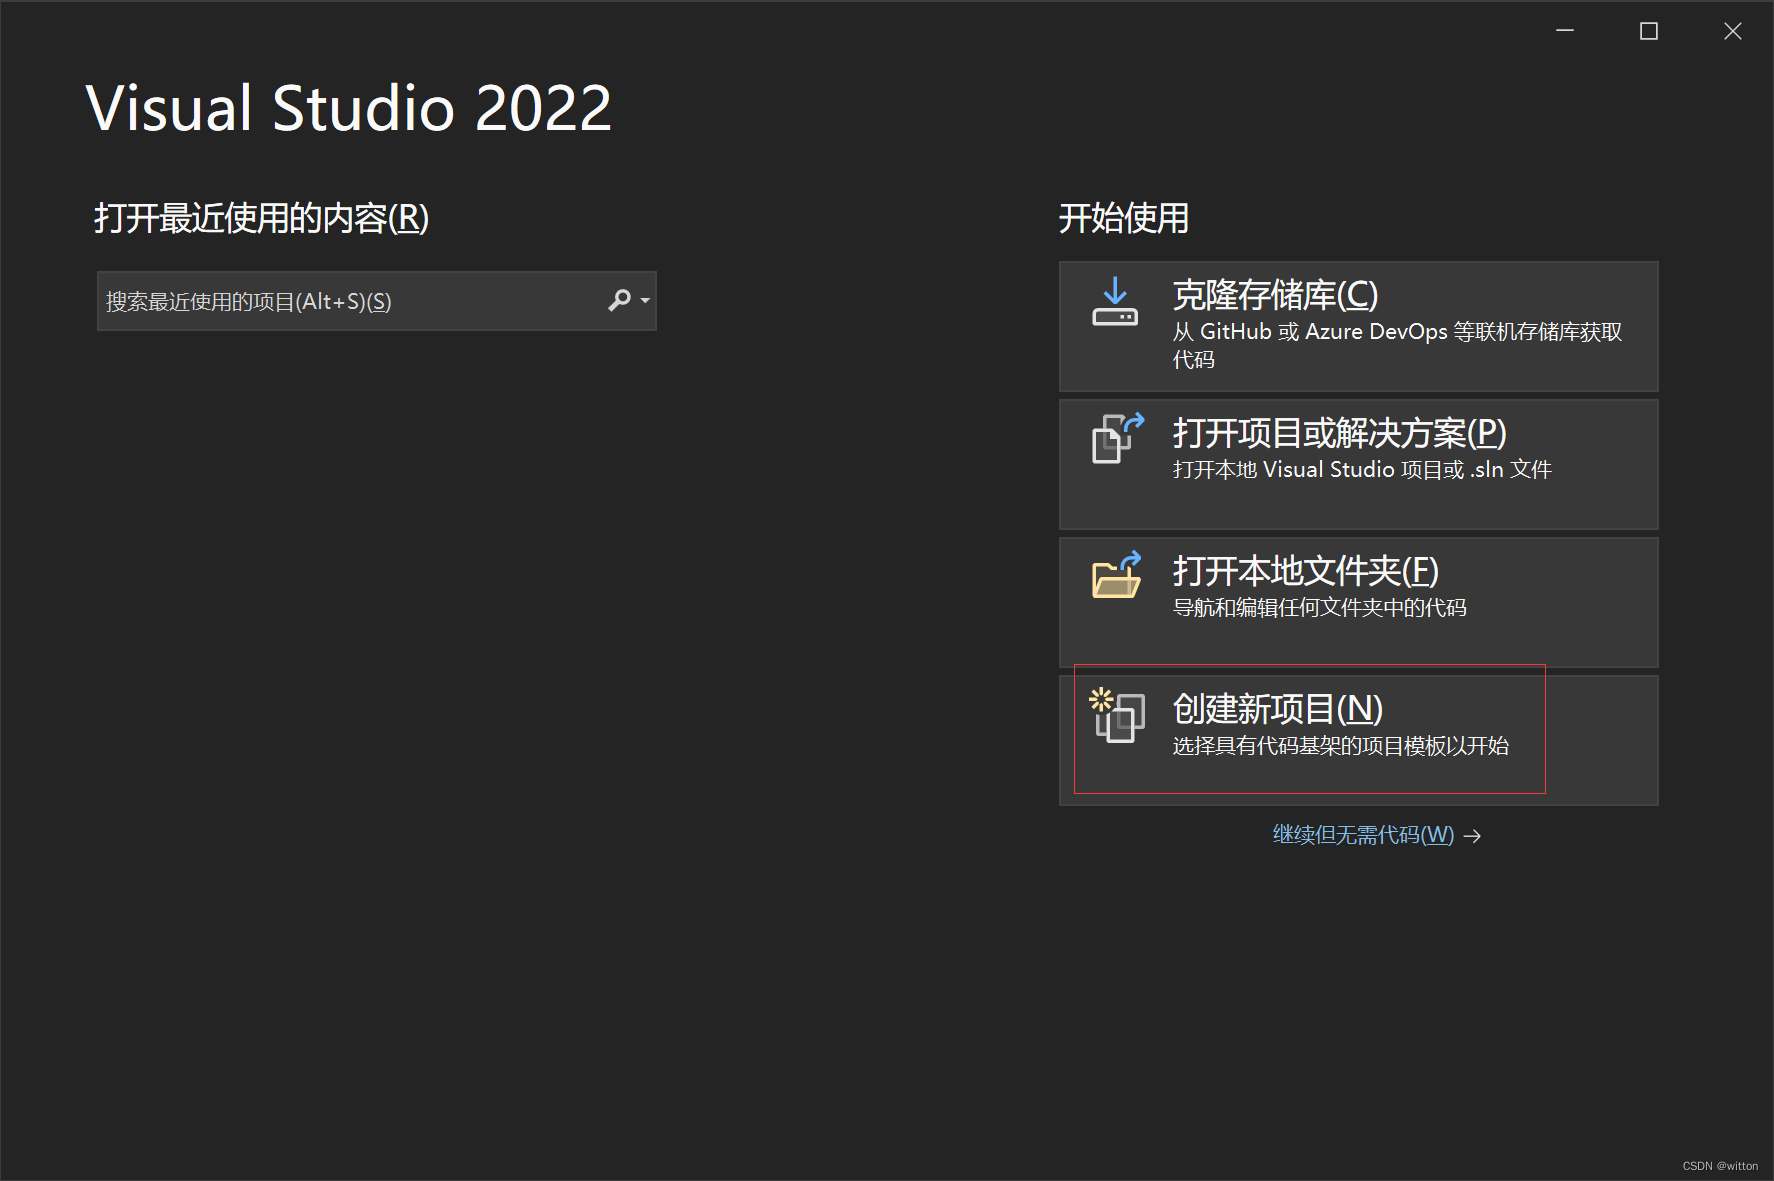 Visual Studio 2022
打开最近使用的内容(R)
搜索最近使用的项目(Alt+S)(S)
开始使用
克隆存储库(C)
从 GitHub 或 Azure DevOps 等联机存储库获取
代码
打开项目或解决方案(P)
打开本地 Visual Studio 项目或 .sln 文件
打开本地文件夹(F)
导航和编辑任何文件夹中的代码
创建新项目(N)
选择具有代码基架的项目模板以开始
继续但无需代码(W) →
CSDN @witton